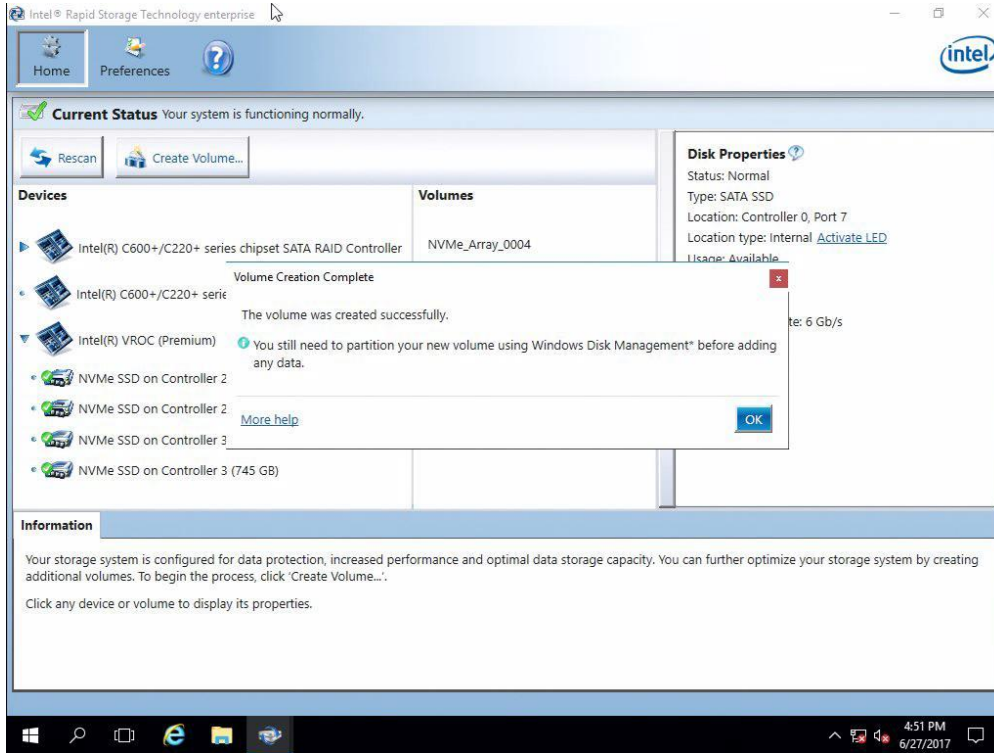 Intel® Rapid Storage Technology enterprise
Home
Preferences
?
intel
Current Status Your system is functioning normally.
Rescan
Create Volume...
Devices
Intel(R) C600+/C220+ series chipset SATA RAID Controller
Intel(R) C600+/C220+ serie
Intel(R) VROC (Premium)
NVMe SSD on Controller 2
NVMe SSD on Controller 2
NVMe SSD on Controller 3
NVMe SSD on Controller 3 (745 GB)
Volumes
NVMe_Array_0004
Volume Creation Complete
x
The volume was created successfully.
You still need to partition your new volume using Windows Disk Management* before adding
any data.
More help
OK
Disk Properties ?
Status: Normal
Type: SATA SSD
Location: Controller 0, Port 7
Location type: Internal Activate LED
Usage: Available
te: 6 Gb/s
Information
Your storage system is configured for data protection, increased performance and optimal data storage capacity. You can further optimize your storage system by creating
additional volumes. To begin the process, click 'Create Volume...'.
Click any device or volume to display its properties.
4:51 PM
6/27/2017